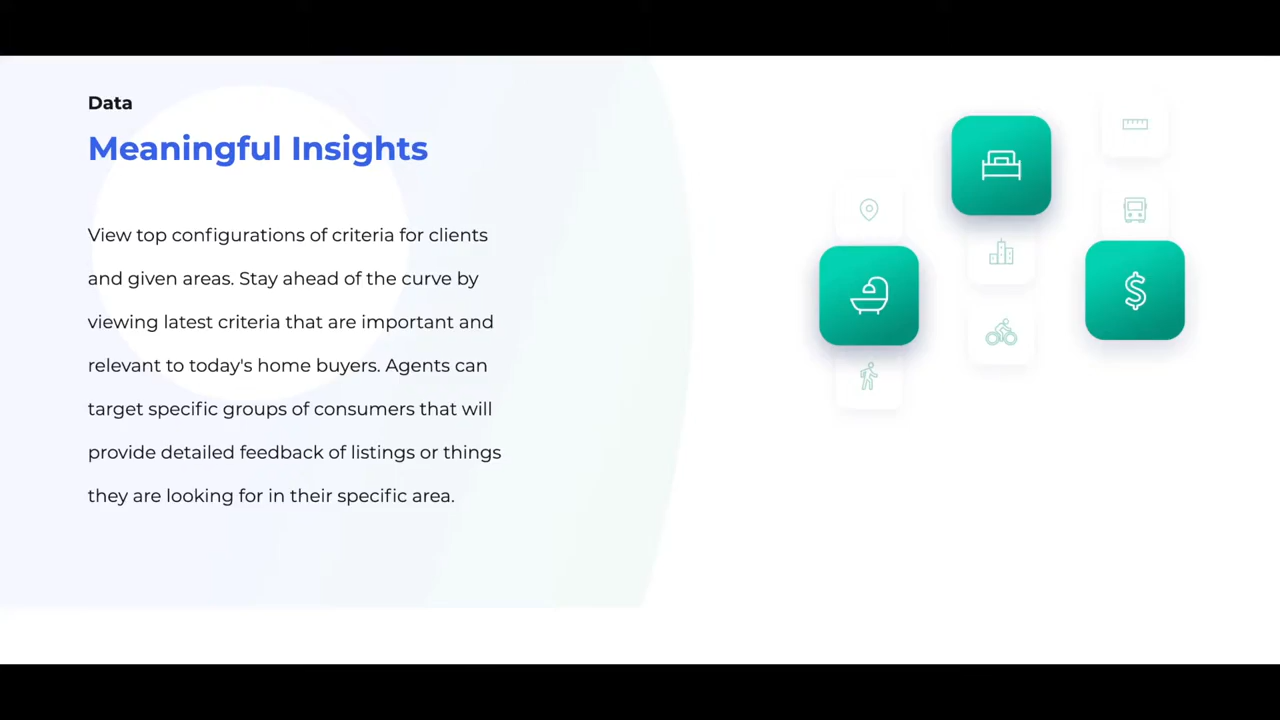 Data
Meaningful Insights
View top configurations of criteria for clients
and given areas. Stay ahead of the curve by
viewing latest criteria that are important and
relevant to today's home buyers. Agents can
target specific groups of consumers that will
provide detailed feedback of listings or things
they are looking for in their specific area.